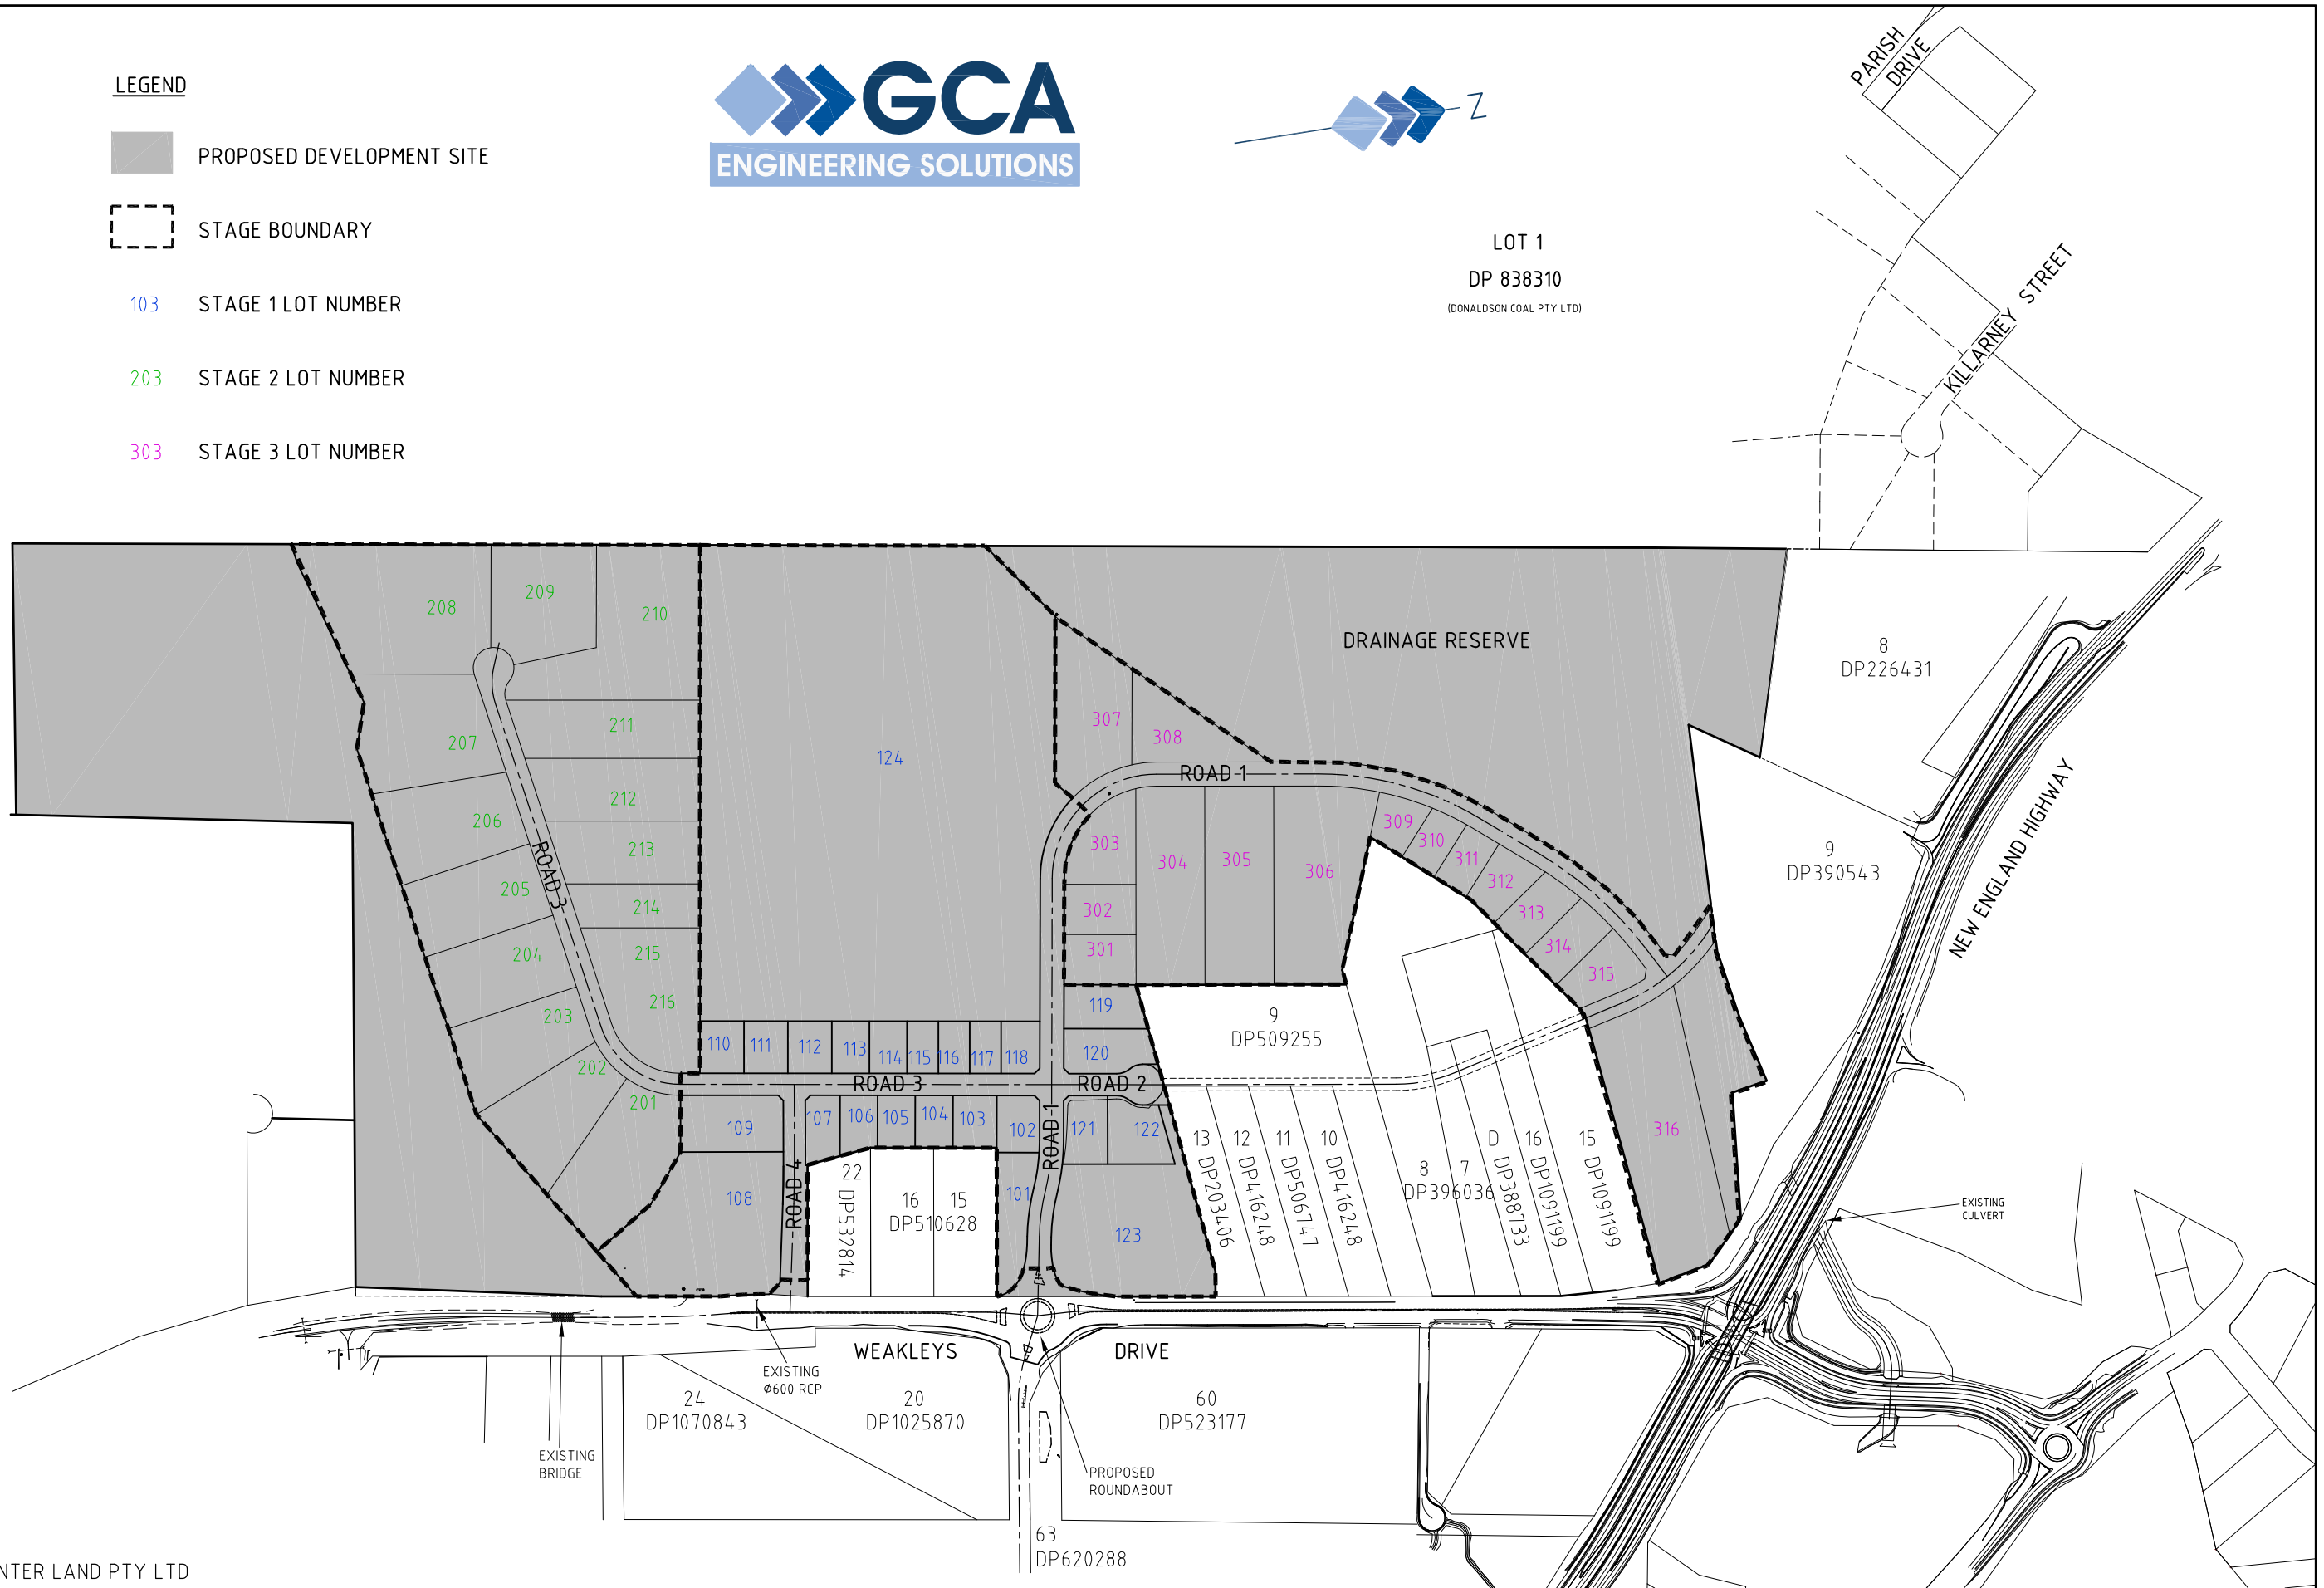 LEGEND
PROPOSED DEVELOPMENT SITE
STAGE BOUNDARY
103 STAGE 1 LOT NUMBER
203 STAGE 2 LOT NUMBER
303 STAGE 3 LOT NUMBER
GCA
ENGINEERING SOLUTIONS
Z
PARISH
DRIVE
LOT 1
DP 838310
(DONALDSON COAL PTY LTD)
KILLARNEY STREET
208
209
210
DRAINAGE RESERVE
8
DP226431
207
211
124
307
308
ROAD 1
NEW ENGLAND HIGHWAY
206
212
213
205
ROAD 3
214
204
215
203
216
202
201
303
302
301
304
305
306
309
310
311
312
313
314
315
316
9
DP390543
110
111
112
113
114
115
116
117
118
119
120
9
DP509255
ROAD 3
ROAD 2
109
107
106
105
104
103
102
ROAD 1
121
122
108
ROAD 4
22
DP532814
16
15
DP510628
101
123
13 DP203406
12 DP416248
11 DP506747
10 DP416248
8
7
DP396036
D DP388733
16 DP1091199
15 DP1091199
EXISTING
CULVERT
WEAKLEYS DRIVE
EXISTING
Ø600 RCP
EXISTING
BRIDGE
24
DP1070843
20
DP1025870
60
DP523177
PROPOSED
ROUNDABOUT
63
DP620288
NTER LAND PTY LTD